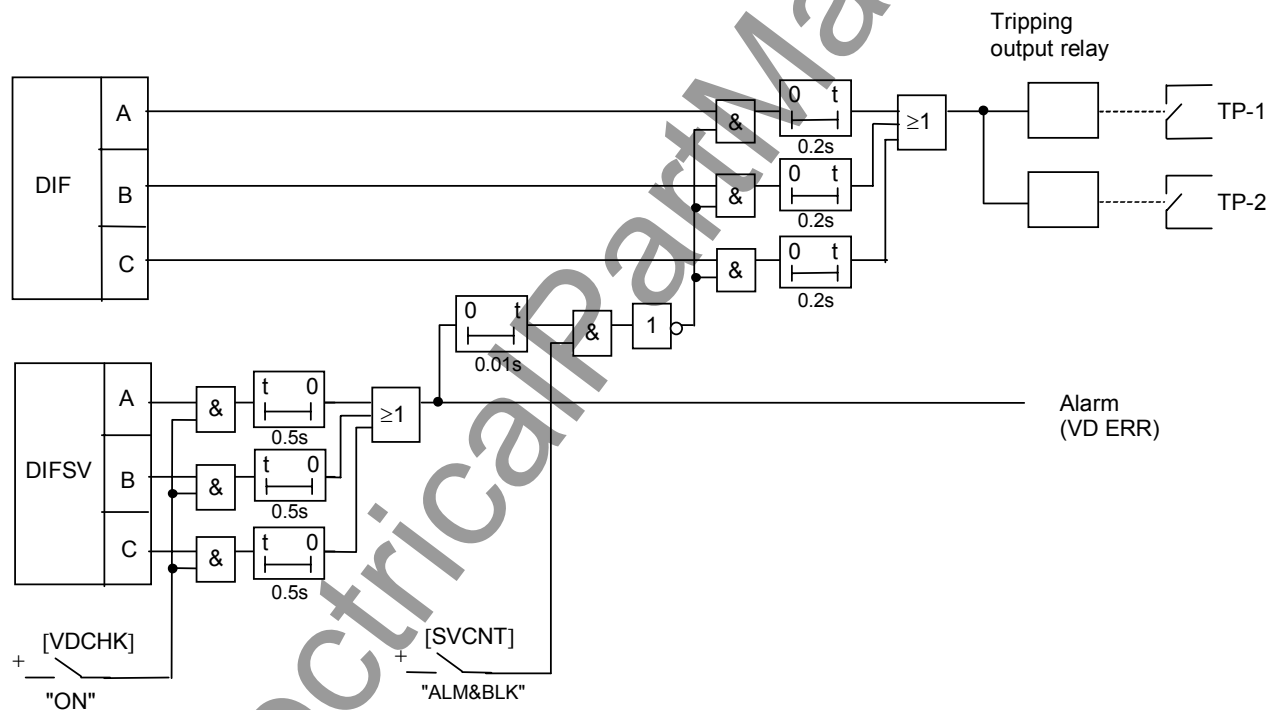 Tripping
output relay
DIF
A
B
C
&
0 t
0.2s
≥1
TP-1
&
0 t
0.2s
TP-2
&
0 t
0.2s
0 t
0.01s
&
1
DIFSV
A
B
C
&
t 0
0.5s
≥1
Alarm
(VD ERR)
&
t 0
0.5s
&
t 0
0.5s
[VDCHK]
+
"ON"
[SVCNT]
+
"ALM&BLK"
ectricalPartMa